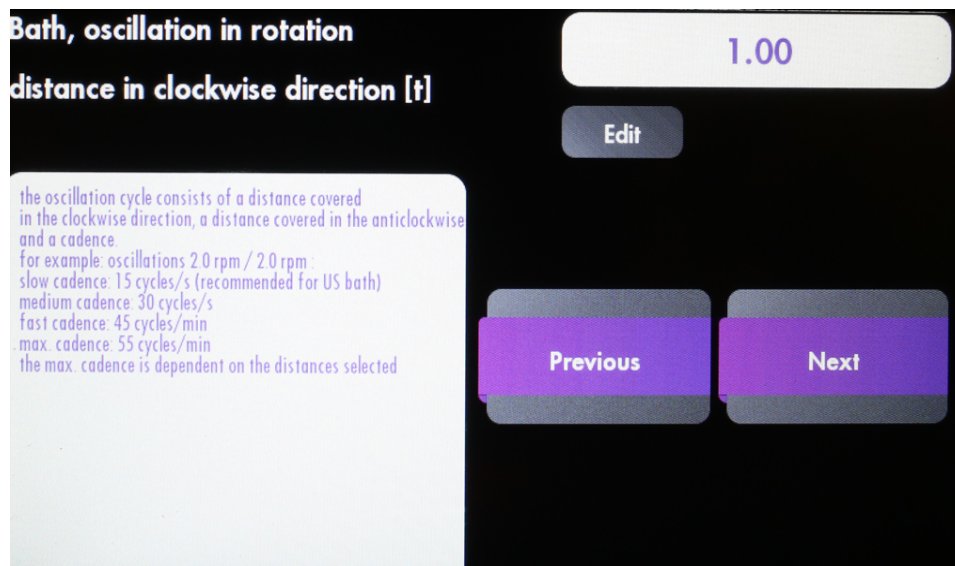 Bath, oscillation in rotation
distance in clockwise direction [t]
1.00
Edit
the oscillation cycle consists of a distance covered
in the clockwise direction, a distance covered in the anticlockwise
and a cadence.
for example: oscillations 2.0 rpm / 2.0 rpm :
slow cadence: 15 cycles/s (recommended for US bath)
medium cadence: 30 cycles/s
fast cadence: 45 cycles/min
max. cadence: 55 cycles/min
the max. cadence is dependent on the distances selected
Previous
Next